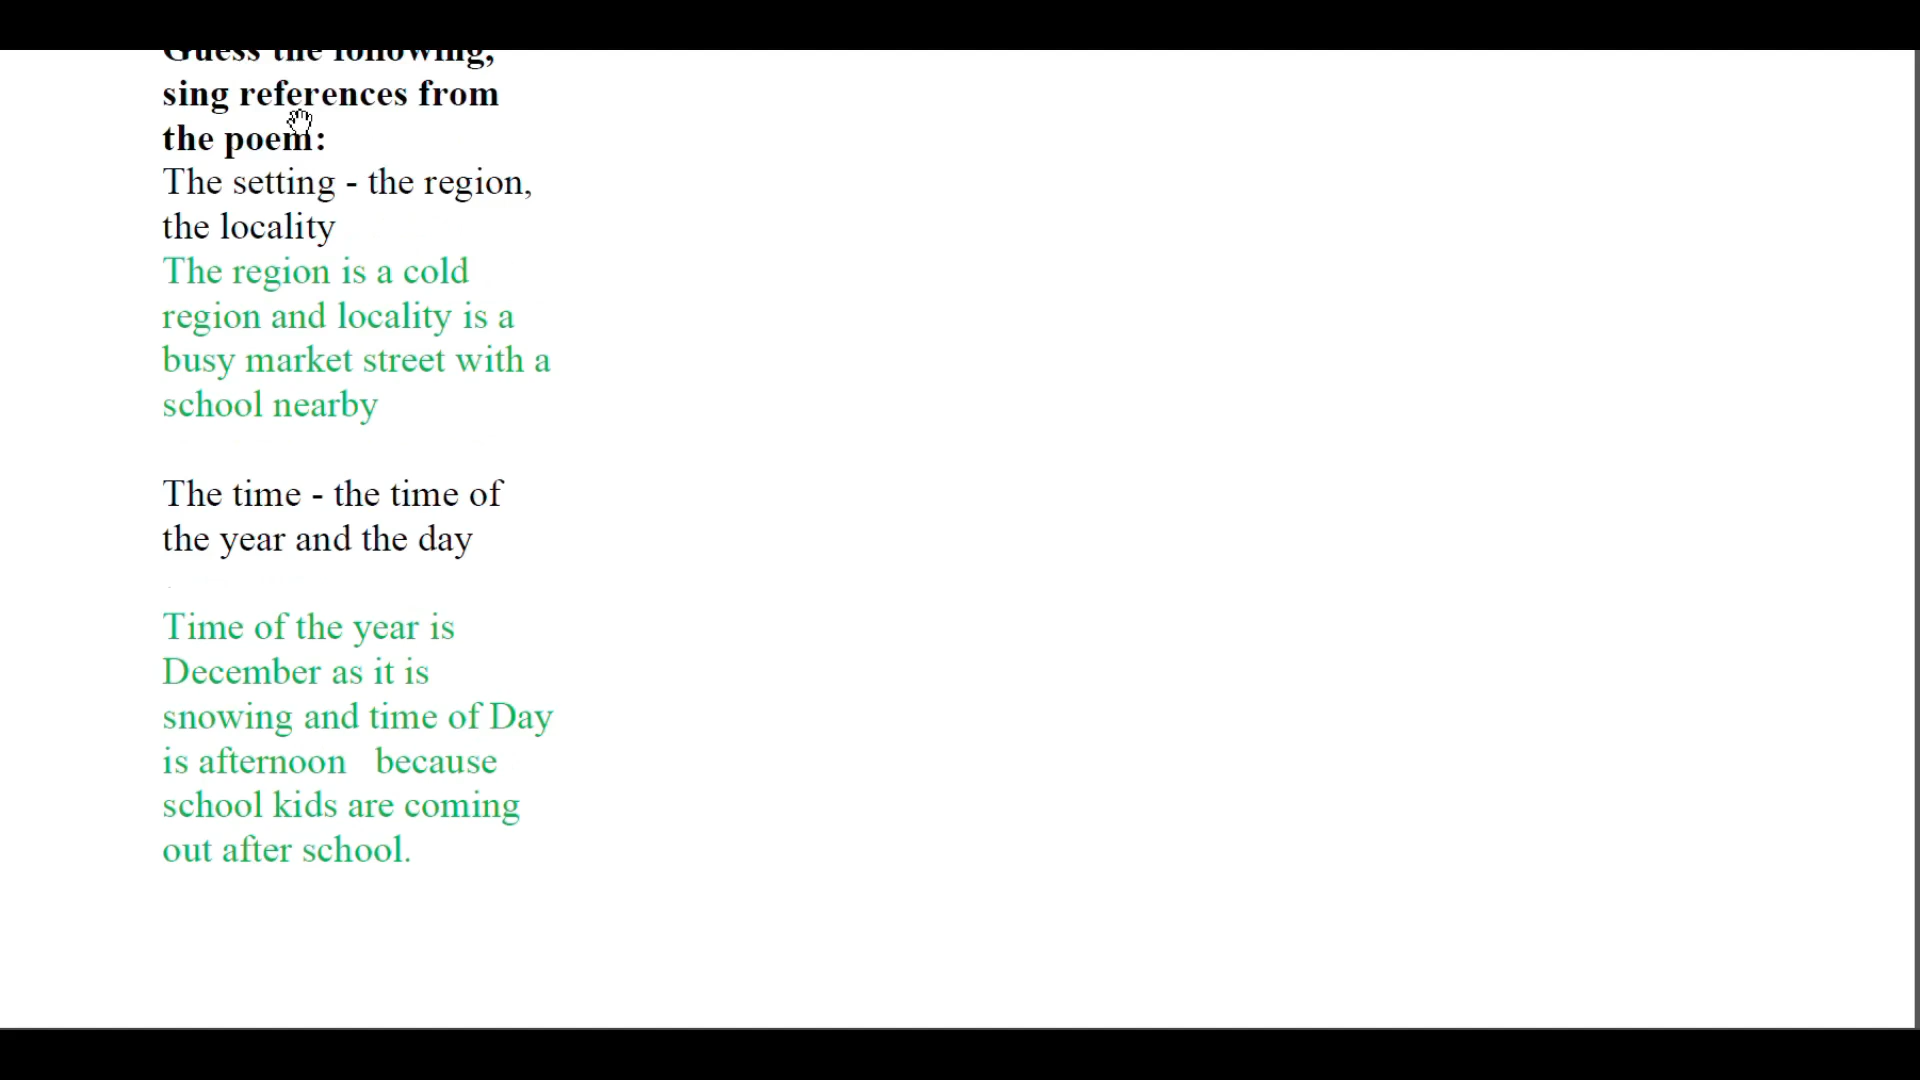 Guess the following,
sing references from
the poem:
The setting - the region,
the locality
The region is a cold
region and locality is a
busy market street with a
school nearby
The time - the time of
the year and the day
Time of the year is
December as it is
snowing and time of Day
is afternoon because
school kids are coming
out after school.